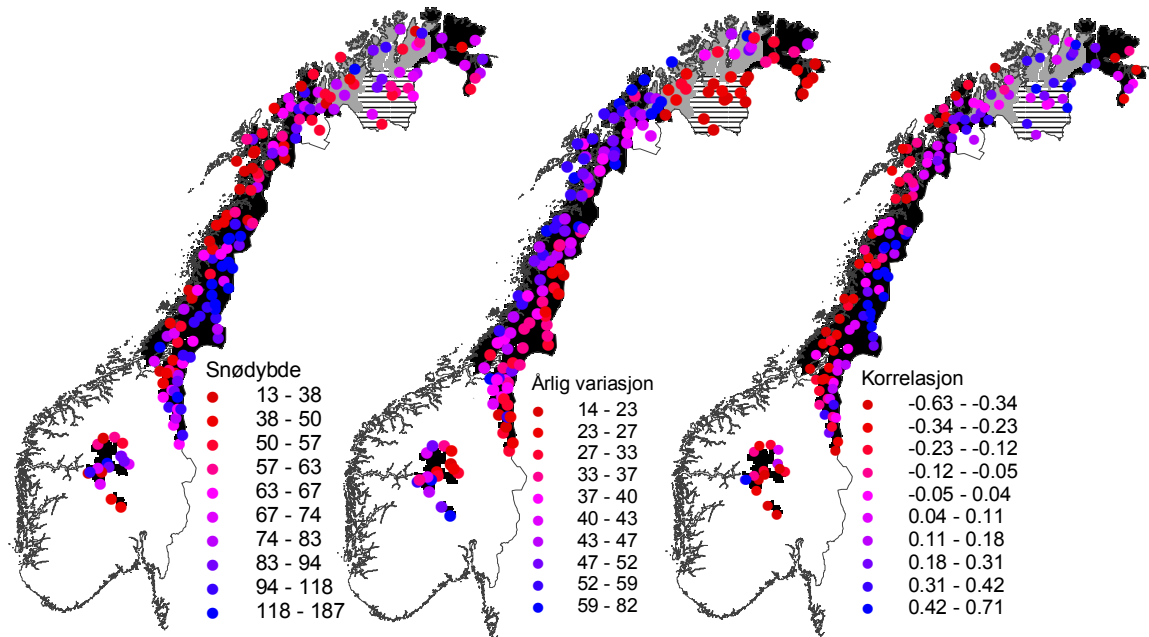 Snødybde
13 - 38
38 - 50
50 - 57
57 - 63
63 - 67
67 - 74
74 - 83
83 - 94
94 - 118
118 - 187
Årlig variasjon
14 - 23
23 - 27
27 - 33
33 - 37
37 - 40
40 - 43
43 - 47
47 - 52
52 - 59
59 - 82
Korrelasjon
-0.63 - -0.34
-0.34 - -0.23
-0.23 - -0.12
-0.12 - -0.05
-0.05 - 0.04
0.04 - 0.11
0.11 - 0.18
0.18 - 0.31
0.31 - 0.42
0.42 - 0.71